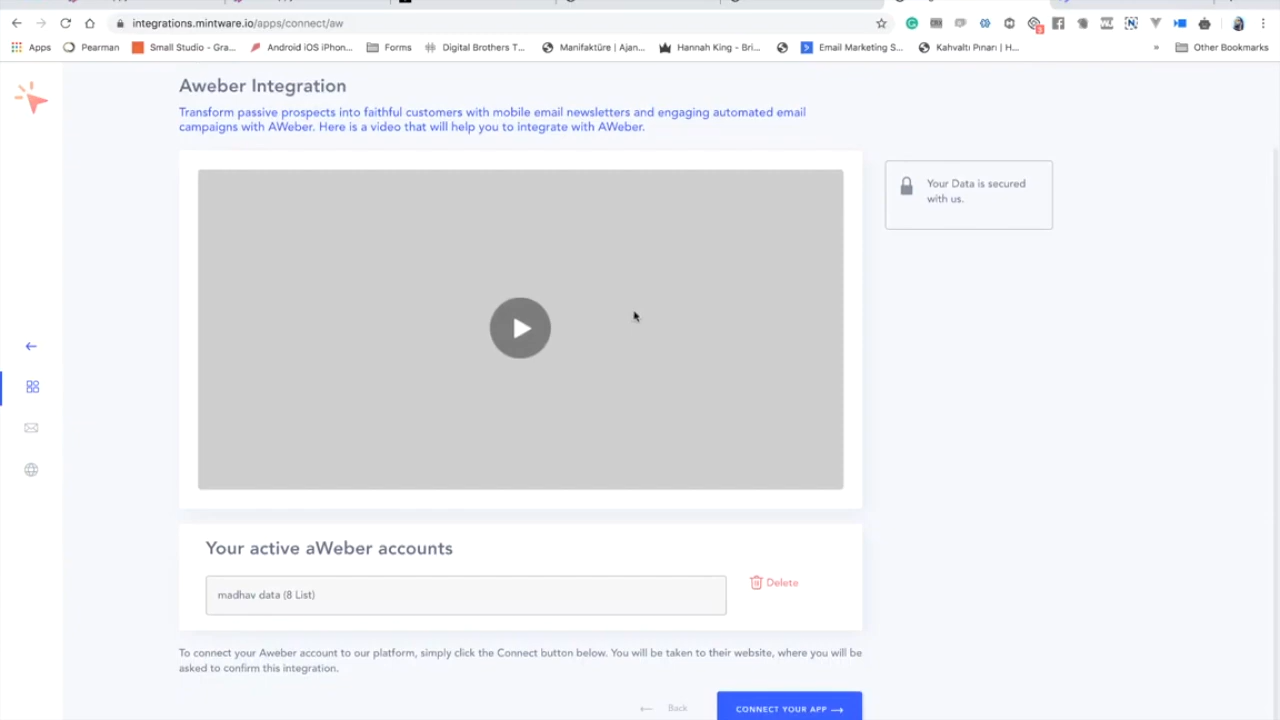 integrations.mintware.io/apps/connect/aw
3
Apps
Pearman
Small Studio - Gra...
Android iOS iPhon...
Forms
Digital Brothers T...
Manifaktüre | Ajan...
Hannah King - Bri...
Email Marketing S...
Kahvaltı Pınarı | H...
»
Other Bookmarks
Aweber Integration
Transform passive prospects into faithful customers with mobile email newsletters and engaging automated email
campaigns with AWeber. Here is a video that will help you to integrate with AWeber.
Your Data is secured
with us.
Your active aWeber accounts
madhav data (8 List)
Delete
To connect your Aweber account to our platform, simply click the Connect button below. You will be taken to their website, where you will be
asked to confirm this integration.
Back
CONNECT YOUR APP